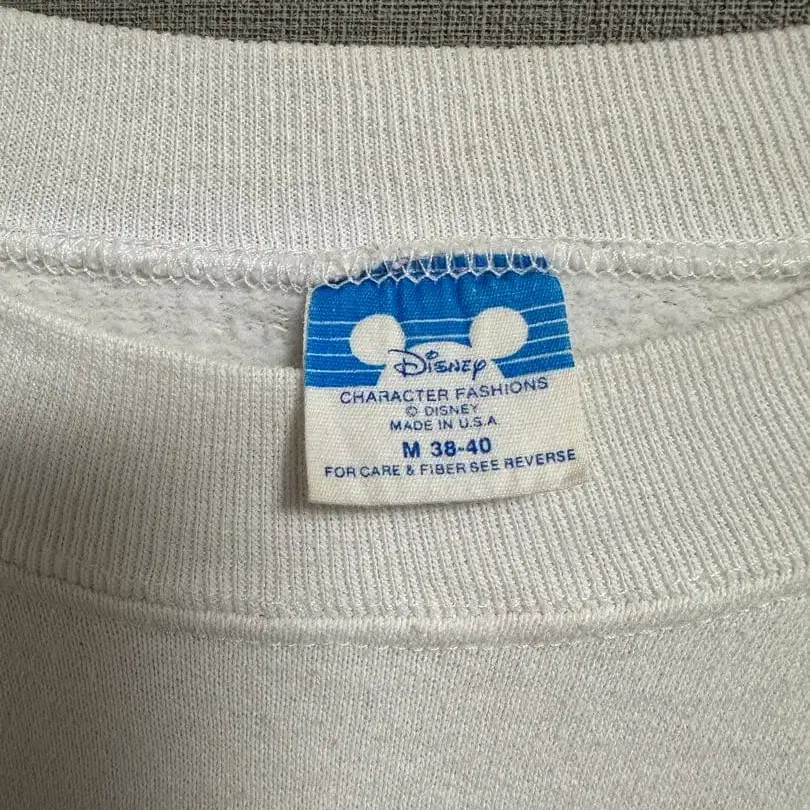 Disney
CHARACTER FASHIONS
© DISNEY
MADE IN U.S.A
M 38-40
FOR CARE & FIBER SEE REVERSE